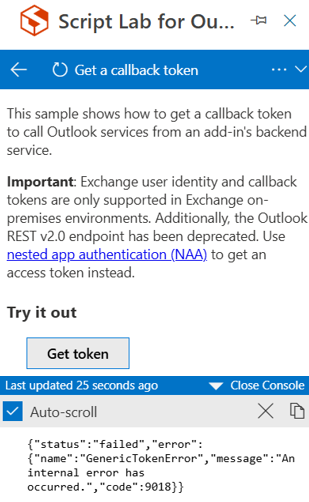 Script Lab for Ou...
Get a callback token
This sample shows how to get a callback token
to call Outlook services from an add-in's backend
service.
Important: Exchange user identity and callback
tokens are only supported in Exchange on-
premises environments. Additionally, the Outlook
REST v2.0 endpoint has been deprecated. Use
nested app authentication (NAA) to get an
access token instead.
Try it out
Get token
Last updated 25 seconds ago Close Console
Auto-scroll
{"status":"failed","error":
{"name":"GenericTokenError","message":"An
internal error has
occurred.","code":9018}}